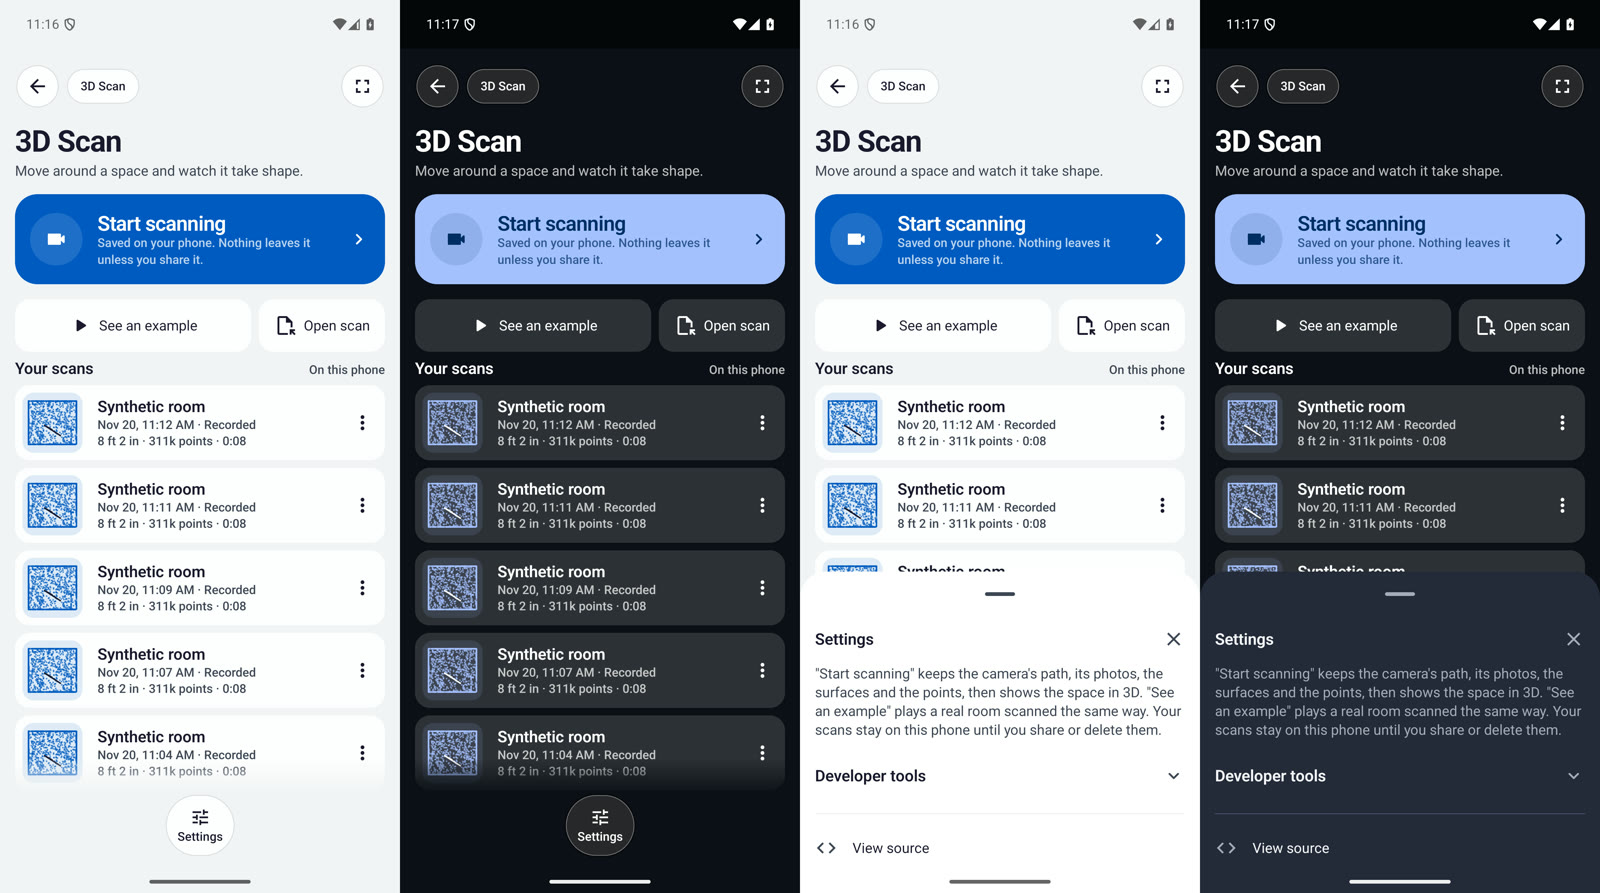 11:16
3D Scan
3D Scan
Move around a space and watch it take shape.
Start scanning
Saved on your phone. Nothing leaves it
unless you share it.
See an example
Open scan
Your scans
On this phone
Synthetic room
Nov 20, 11:12 AM · Recorded
8 ft 2 in · 311k points · 0:08
Synthetic room
Nov 20, 11:11 AM · Recorded
8 ft 2 in · 311k points · 0:08
Synthetic room
Nov 20, 11:09 AM · Recorded
8 ft 2 in · 311k points · 0:08
Synthetic room
Nov 20, 11:07 AM · Recorded
8 ft 2 in · 311k points · 0:08
Synthetic room
Nov 20, 11:04 AM · Recorded
8 ft 2 in · 311k points · 0:08
Settings
11:17
3D Scan
3D Scan
Move around a space and watch it take shape.
Start scanning
Saved on your phone. Nothing leaves it
unless you share it.
See an example
Open scan
Your scans
On this phone
Synthetic room
Nov 20, 11:12 AM · Recorded
8 ft 2 in · 311k points · 0:08
Synthetic room
Nov 20, 11:11 AM · Recorded
8 ft 2 in · 311k points · 0:08
Synthetic room
Nov 20, 11:09 AM · Recorded
8 ft 2 in · 311k points · 0:08
Synthetic room
Nov 20, 11:07 AM · Recorded
8 ft 2 in · 311k points · 0:08
Synthetic room
Nov 20, 11:04 AM · Recorded
8 ft 2 in · 311k points · 0:08
Settings
11:16
3D Scan
3D Scan
Move around a space and watch it take shape.
Start scanning
Saved on your phone. Nothing leaves it
unless you share it.
See an example
Open scan
Your scans
On this phone
Synthetic room
Nov 20, 11:12 AM · Recorded
8 ft 2 in · 311k points · 0:08
Synthetic room
Nov 20, 11:11 AM · Recorded
8 ft 2 in · 311k points · 0:08
Synthetic room
Settings
"Start scanning" keeps the camera's path, its photos, the
surfaces and the points, then shows the space in 3D. "See
an example" plays a real room scanned the same way. Your
scans stay on this phone until you share or delete them.
Developer tools
View source
11:17
3D Scan
3D Scan
Move around a space and watch it take shape.
Start scanning
Saved on your phone. Nothing leaves it
unless you share it.
See an example
Open scan
Your scans
On this phone
Synthetic room
Nov 20, 11:12 AM · Recorded
8 ft 2 in · 311k points · 0:08
Synthetic room
Nov 20, 11:11 AM · Recorded
8 ft 2 in · 311k points · 0:08
Synthetic room
Settings
"Start scanning" keeps the camera's path, its photos, the
surfaces and the points, then shows the space in 3D. "See
an example" plays a real room scanned the same way. Your
scans stay on this phone until you share or delete them.
Developer tools
View source